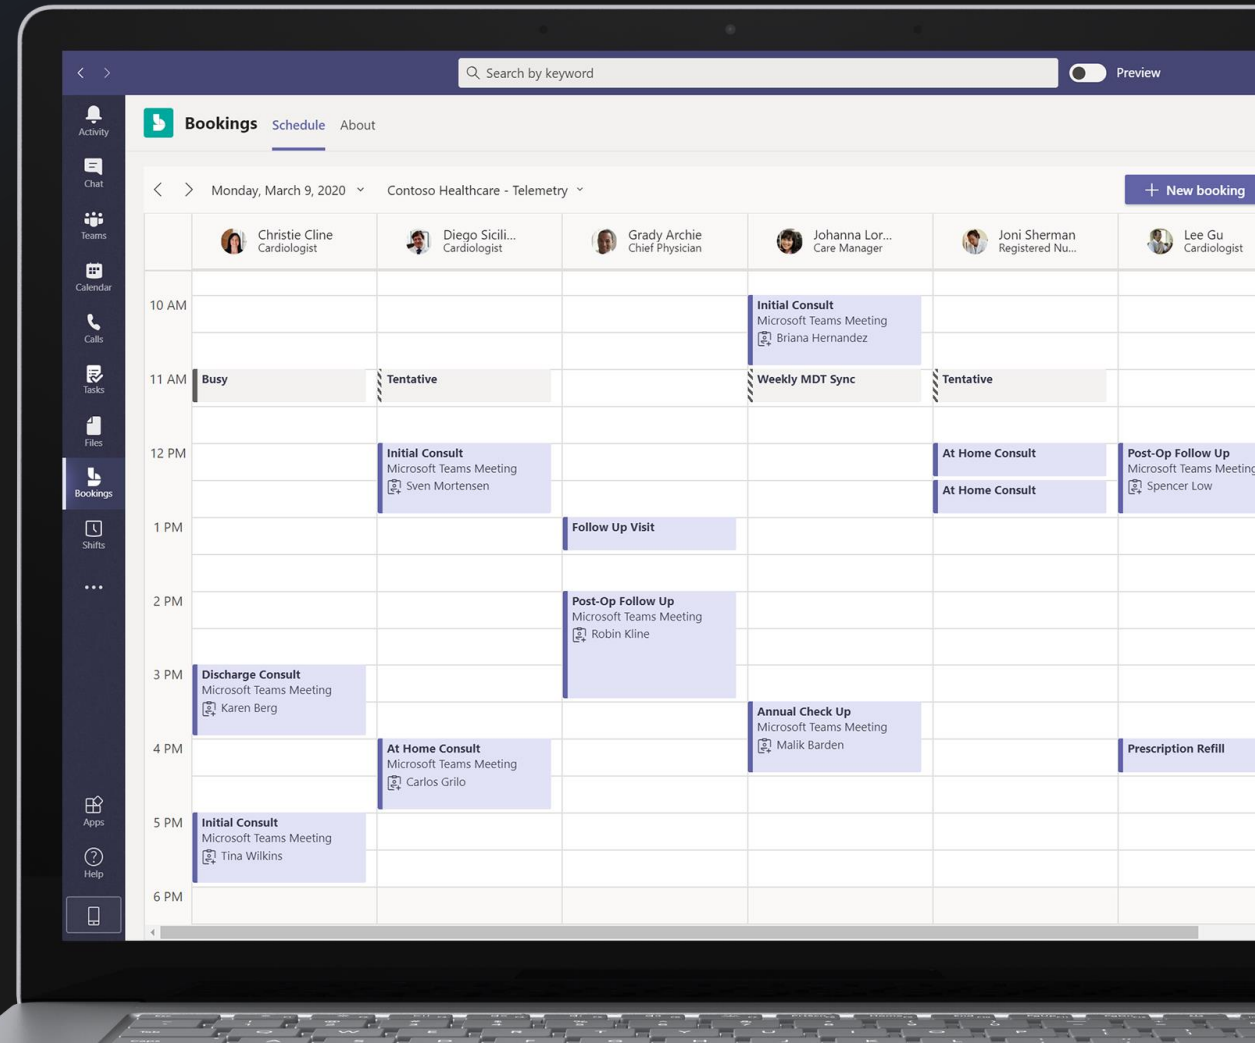 Search by keyword
Preview
Activity
Chat
Teams
Calendar
Calls
Tasks
Files
Bookings
Shifts
Apps
Help
Bookings Schedule About
Monday, March 9, 2020 Contoso Healthcare - Telemetry
+ New booking
Christie Cline
Cardiologist
Diego Sicili...
Cardiologist
Grady Archie
Chief Physician
Johanna Lor...
Care Manager
Joni Sherman
Registered Nu...
Lee Gu
Cardiologist
10 AM
Initial Consult
Microsoft Teams Meeting
Briana Hernandez
11 AM
Busy
Tentative
Weekly MDT Sync
Tentative
12 PM
Initial Consult
Microsoft Teams Meeting
Sven Mortensen
At Home Consult
At Home Consult
Post-Op Follow Up
Microsoft Teams Meeting
Spencer Low
1 PM
Follow Up Visit
2 PM
Post-Op Follow Up
Microsoft Teams Meeting
Robin Kline
3 PM
Discharge Consult
Microsoft Teams Meeting
Karen Berg
Annual Check Up
Microsoft Teams Meeting
Malik Barden
4 PM
At Home Consult
Microsoft Teams Meeting
Carlos Grilo
Prescription Refill
5 PM
Initial Consult
Microsoft Teams Meeting
Tina Wilkins
6 PM